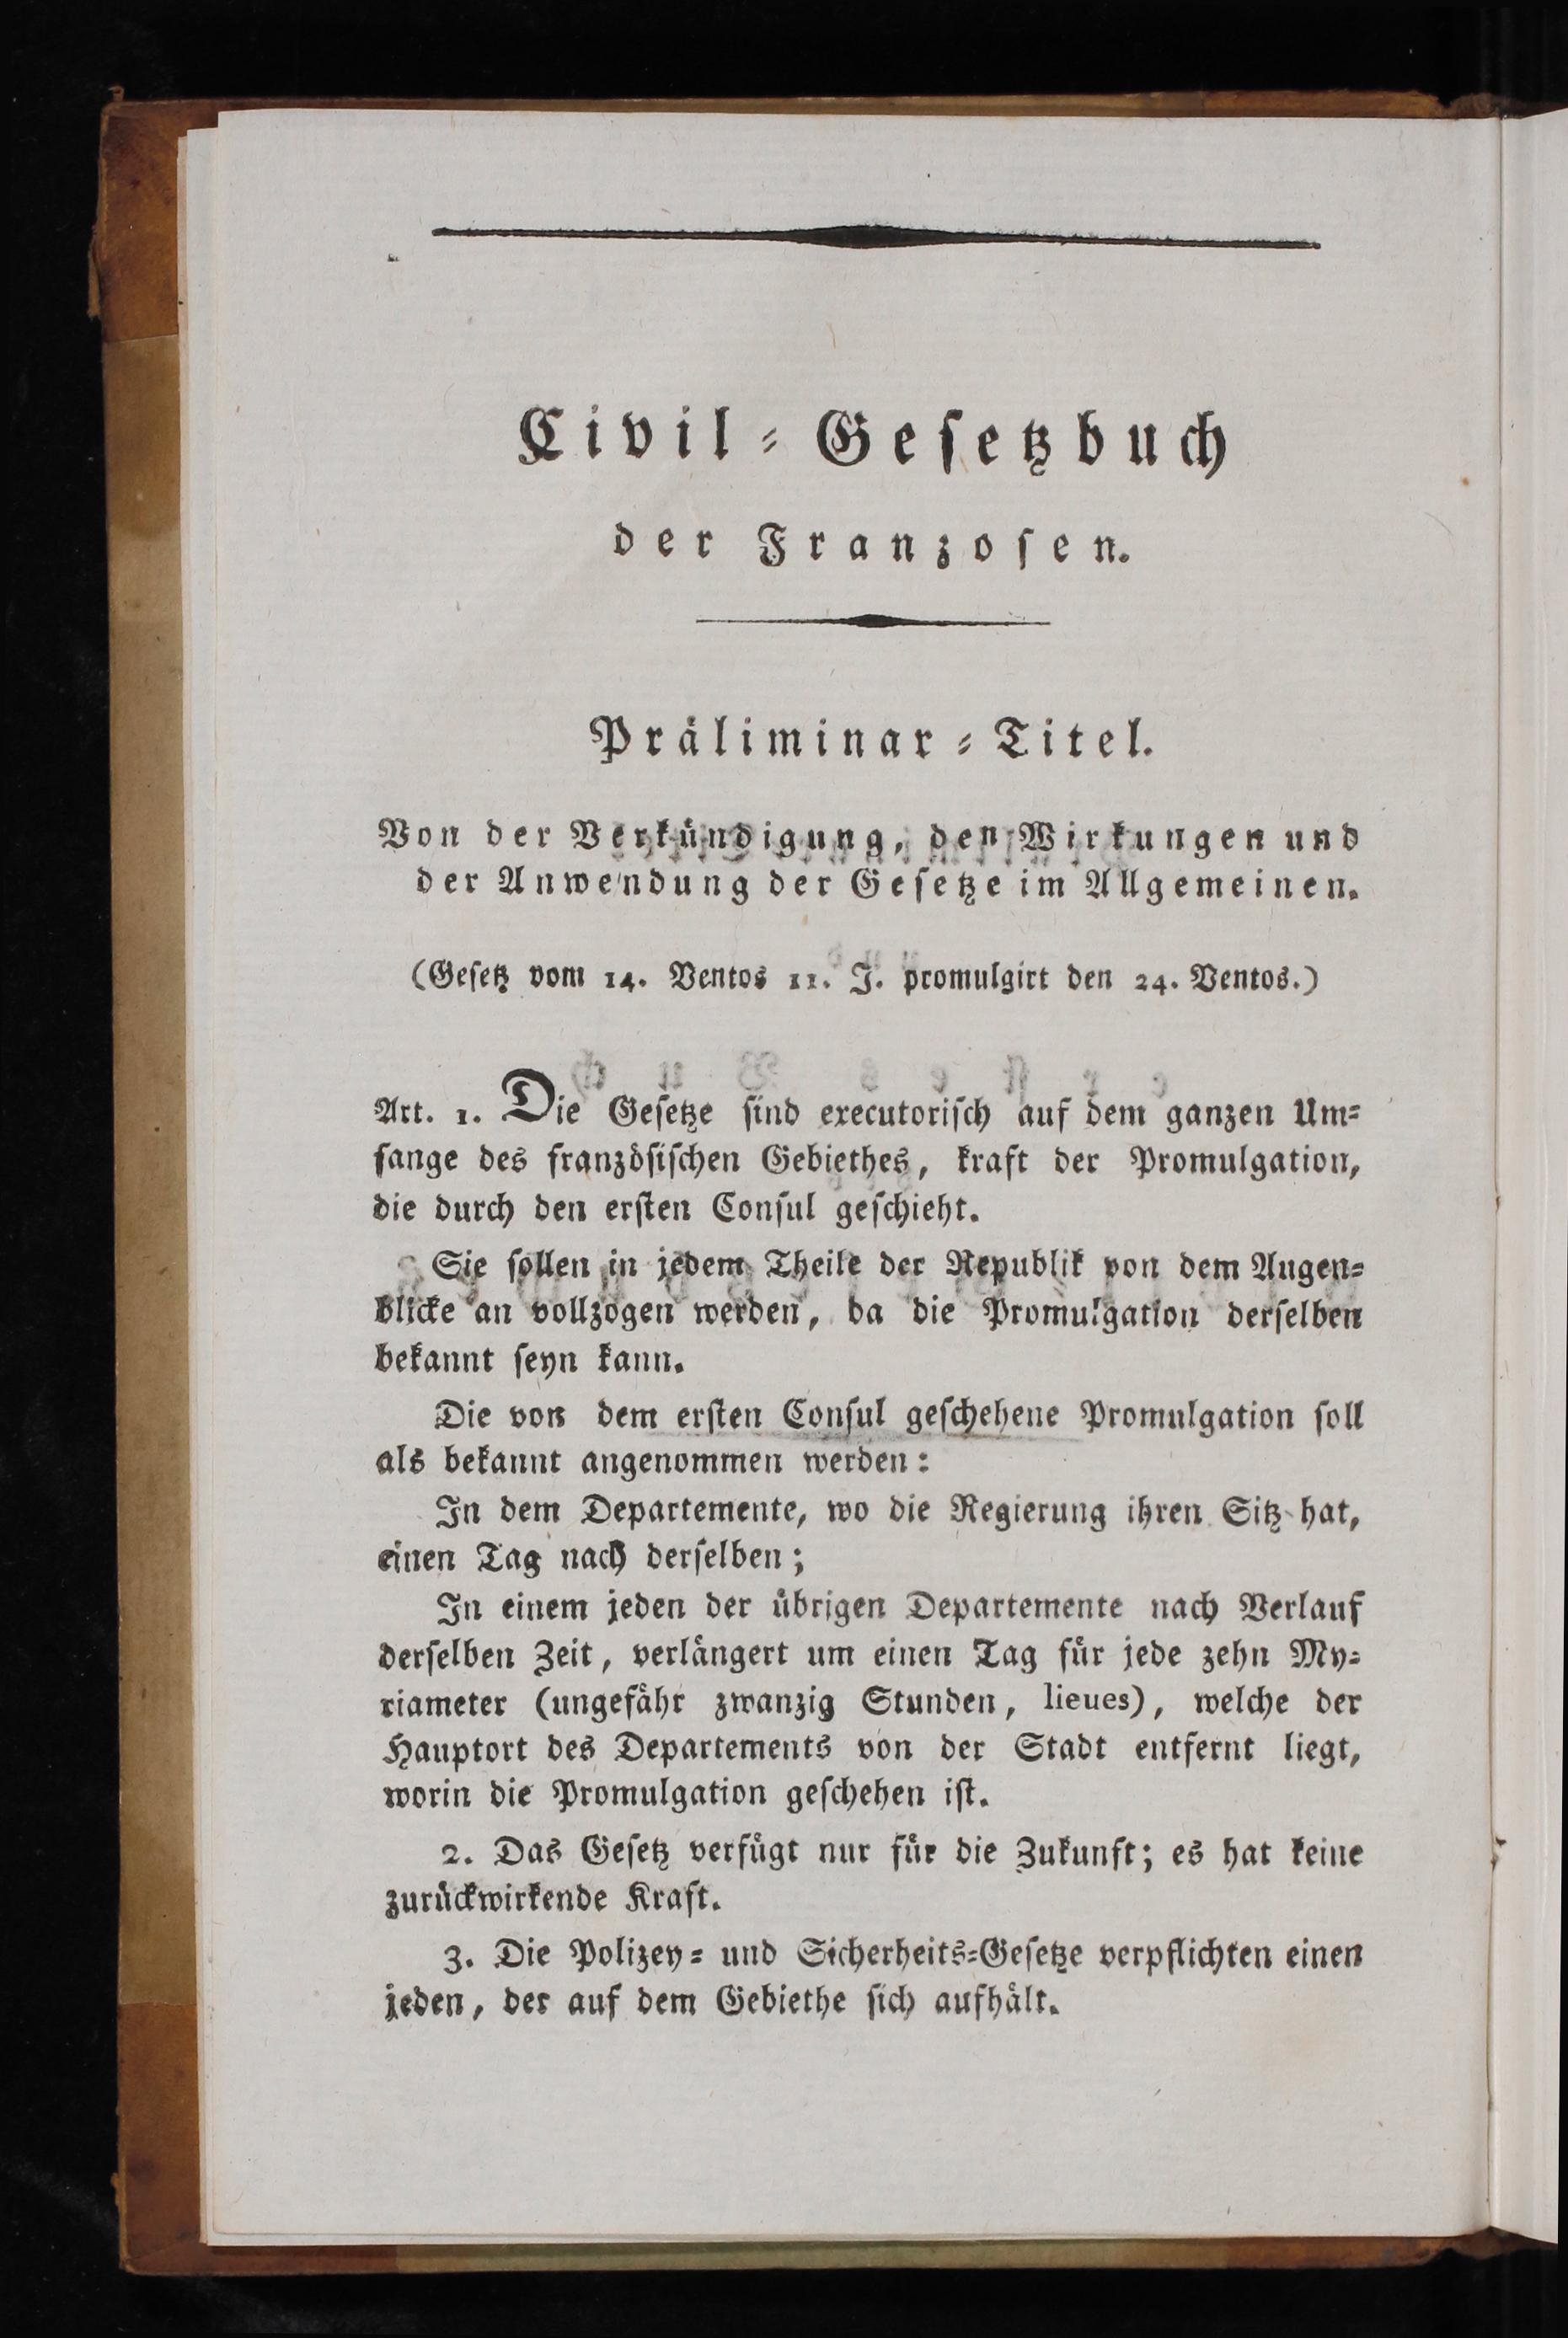 Civil-Gesetzbuch
der Franzosen.
Präliminar-Titel.
Von der Verkündigung, den Wirkungen und
der Anwendung der Gesetze im Allgemeinen.
(Gesetz vom 14. Ventos 11. J. promulgirt den 24. Ventos.)
Art. 1. Die Gesetze sind executorisch auf dem ganzen Um-
fange des französischen Gebiethes, kraft der Promulgation,
die durch den ersten Consul geschieht.
Sie sollen in jedem Theile der Republik von dem Augen-
blicke an vollzogen werden, da die Promulgation derselben
bekannt seyn kann.
Die von dem ersten Consul geschehene Promulgation soll
als bekannt angenommen werden:
In dem Departemente, wo die Regierung ihren Sitz hat,
einen Tag nach derselben;
In einem jeden der übrigen Departemente nach Verlauf
derselben Zeit, verlängert um einen Tag für jede zehn My-
riameter (ungefähr zwanzig Stunden, lieues), welche der
Hauptort des Departements von der Stadt entfernt liegt,
worin die Promulgation geschehen ist.
2. Das Gesetz verfügt nur für die Zukunft; es hat keine
zurückwirkende Kraft.
3. Die Polizey- und Sicherheits-Gesetze verpflichten einen
jeden, der auf dem Gebiethe sich aufhält.